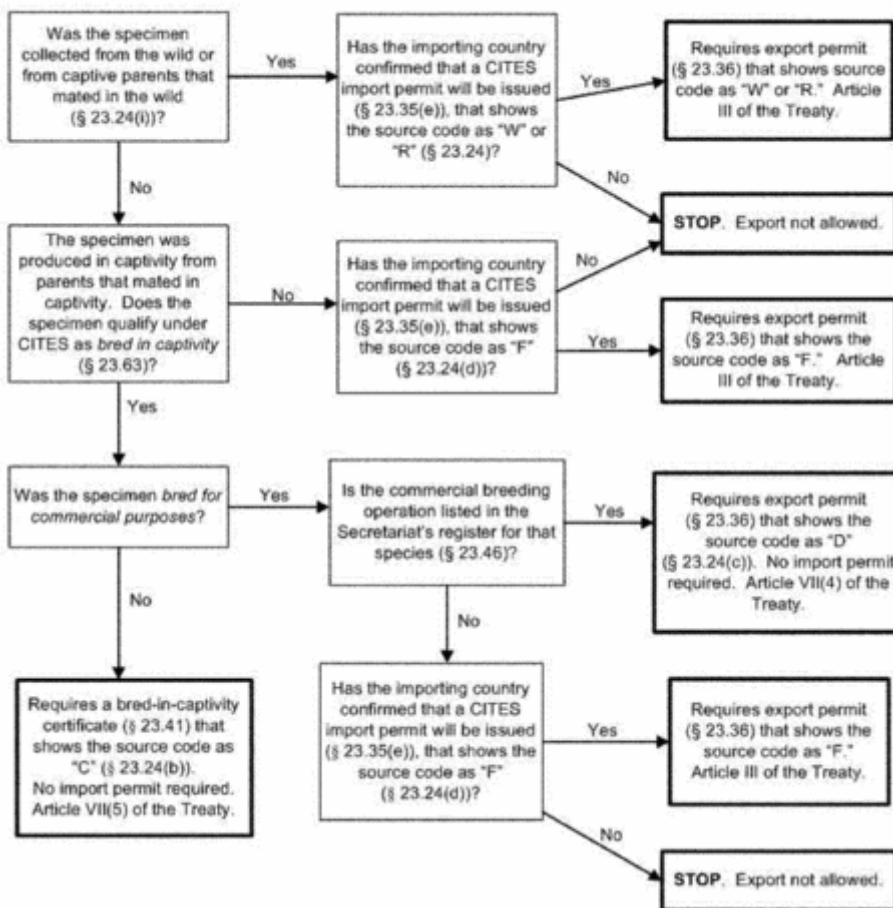 Was the specimen
collected from the wild or
from captive parents that
mated in the wild
(§ 23.24(i))?
Yes
Has the importing country
confirmed that a CITES
import permit will be issued
(§ 23.35(e)), that shows
the source code as “W” or
“R” (§ 23.24)?
Yes
Requires export permit
(§ 23.36) that shows source
code as “W” or “R.” Article
III of the Treaty.
No
No
STOP. Export not allowed.
The specimen was
produced in captivity from
parents that mated in
captivity. Does the
specimen qualify under
CITES as bred in captivity
(§ 23.63)?
No
Has the importing country
confirmed that a CITES
import permit will be issued
(§ 23.35(e)), that shows
the source code as “F”
(§ 23.24(d))?
No
Yes
Requires export permit
(§ 23.36) that shows the
source code as “F.” Article
III of the Treaty.
Yes
Was the specimen bred for
commercial purposes?
Yes
Is the commercial breeding
operation listed in the
Secretariat’s register for that
species (§ 23.46)?
Yes
Requires export permit
(§ 23.36) that shows the
source code as “D”
(§ 23.24(c)). No import permit
required. Article VII(4) of the
Treaty.
No
No
Requires a bred-in-captivity
certificate (§ 23.41) that
shows the source code as
“C” (§ 23.24(b)).
No import permit required.
Article VII(5) of the Treaty.
Has the importing country
confirmed that a CITES
import permit will be issued
(§ 23.35(e)), that shows the
source code as “F”
(§ 23.24(d))?
Yes
Requires export permit
(§ 23.36) that shows the
source code as “F.”
Article III of the Treaty.
No
STOP. Export not allowed.